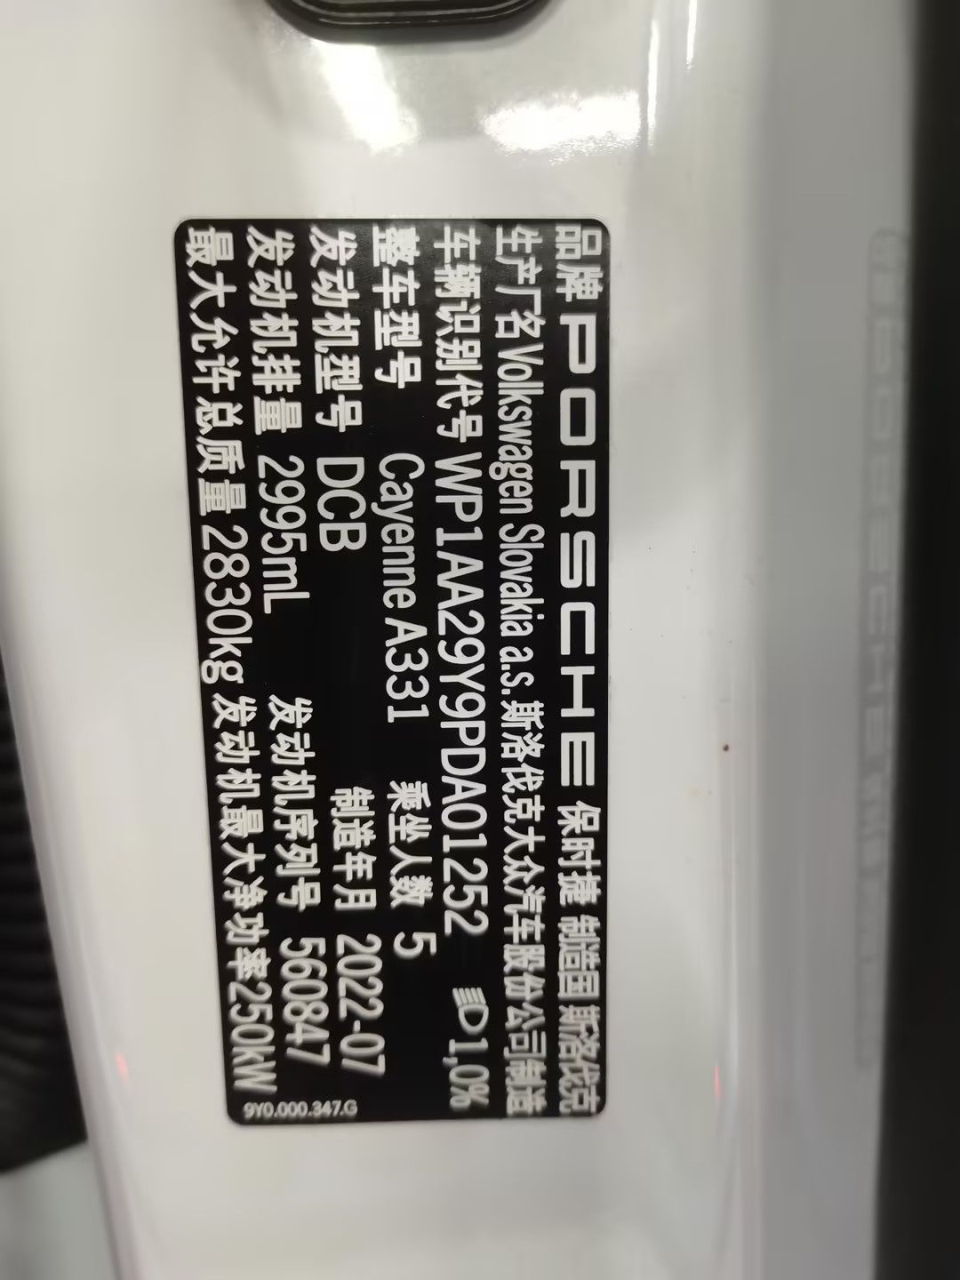 品牌 PORSCHE 保时捷 制造国 斯洛伐克
生产厂名 Volkswagen Slovakia a.s. 斯洛伐克大众汽车股份公司制造
车辆识别代号 WP1AA29Y9PDA01252 1,0%
整车型号 Cayenne A331 乘坐人数 5
发动机型号 DCB 制造年月 2022-07
发动机排量 2995mL 发动机序列号 560847
最大允许总质量 2830kg 发动机最大净功率250kW
9Y0.000.347.G